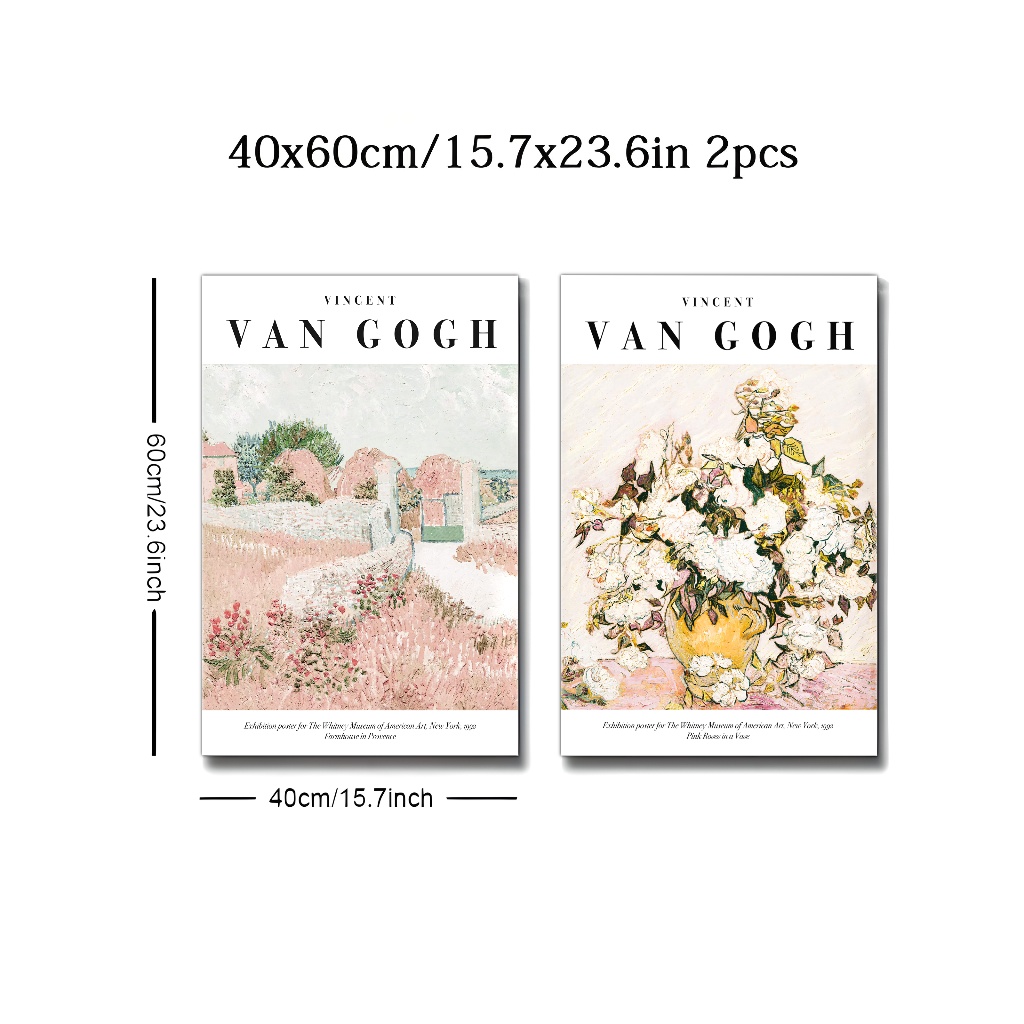 40x60cm/15.7x23.6in 2pcs
VINCENT
VAN GOGH
Exhibition poster for The Whitney Museum of American Art, New York, 1992
Farmhouse in Provence
VINCENT
VAN GOGH
Exhibition poster for The Whitney Museum of American Art, New York, 1992
Pink Roses in a Vase
60cm/23.6inch
40cm/15.7inch